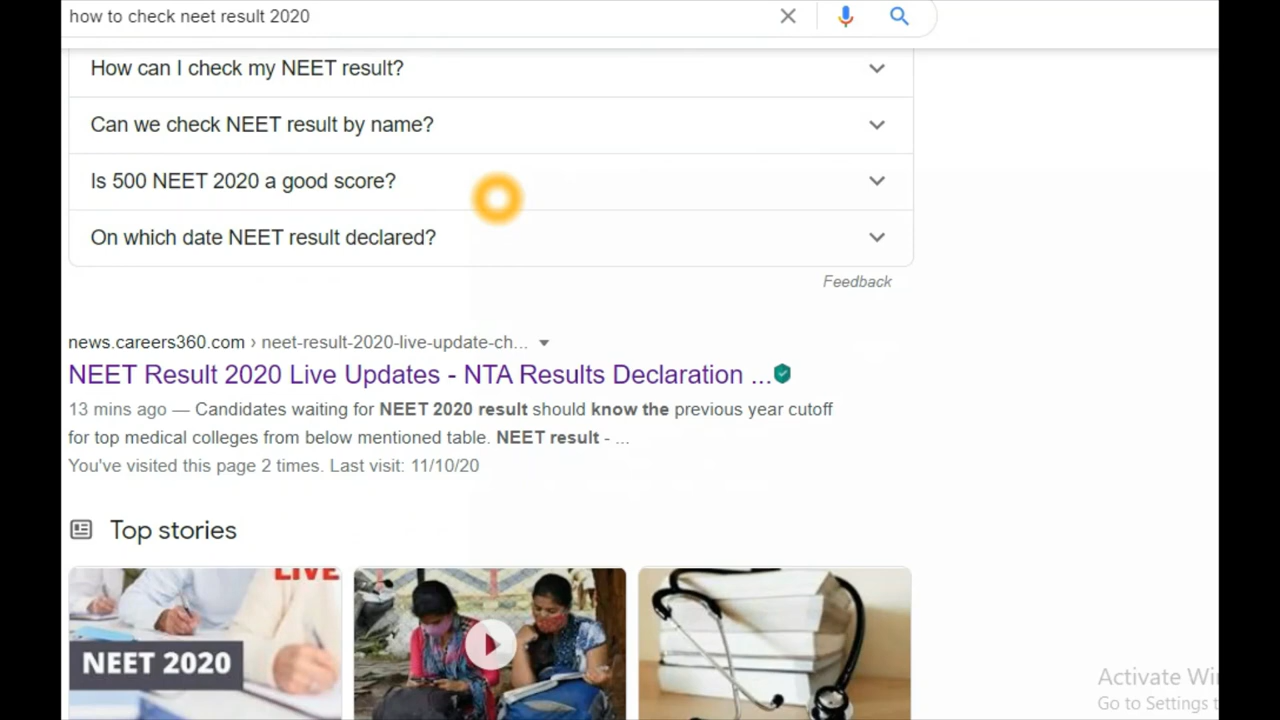 how to check neet result 2020
How can I check my NEET result?
Can we check NEET result by name?
Is 500 NEET 2020 a good score?
On which date NEET result declared?
Feedback
news.careers360.com › neet-result-2020-live-update-ch...
NEET Result 2020 Live Updates - NTA Results Declaration ...
13 mins ago — Candidates waiting for NEET 2020 result should know the previous year cutoff
for top medical colleges from below mentioned table. NEET result - ...
You've visited this page 2 times. Last visit: 11/10/20
Top stories
LIVE
NEET 2020
Activate Wi
Go to Settings t